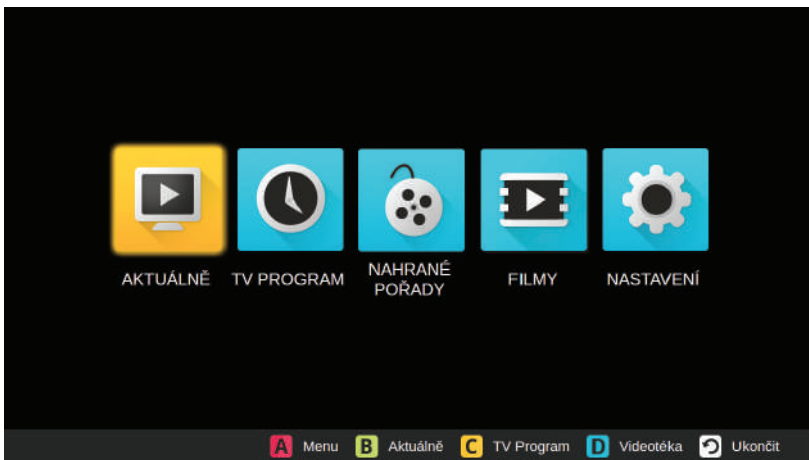 AKTUÁLNĚ
TV PROGRAM
NAHRANÉ
POŘADY
FILMY
NASTAVENÍ
A Menu B Aktuálně C TV Program D Videotéka Ukončit